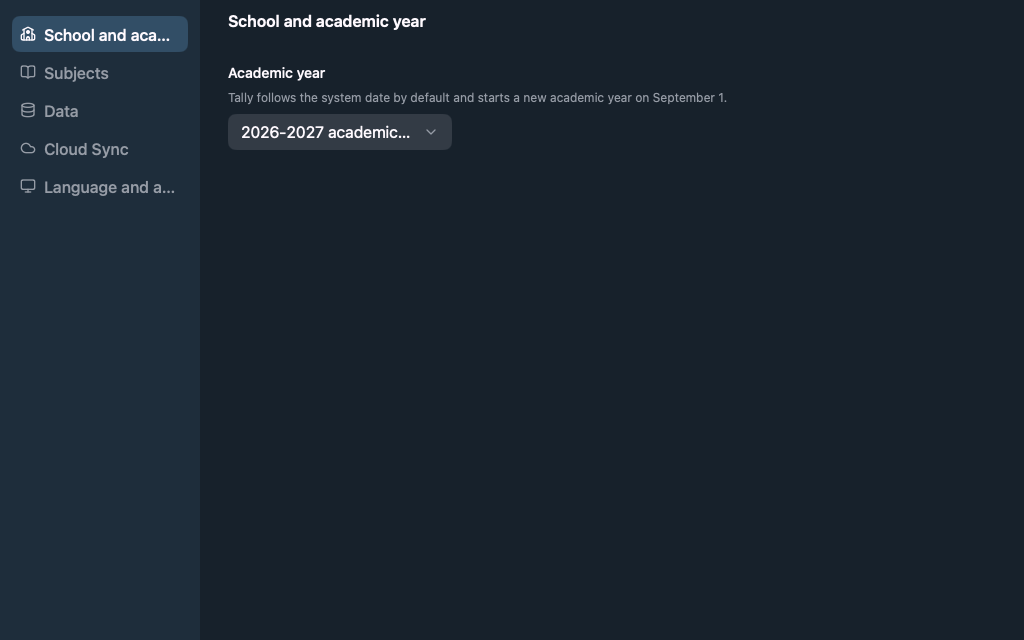 School and aca...
Subjects
Data
Cloud Sync
Language and a...
School and academic year
Academic year
Tally follows the system date by default and starts a new academic year on September 1.
2026-2027 academic...